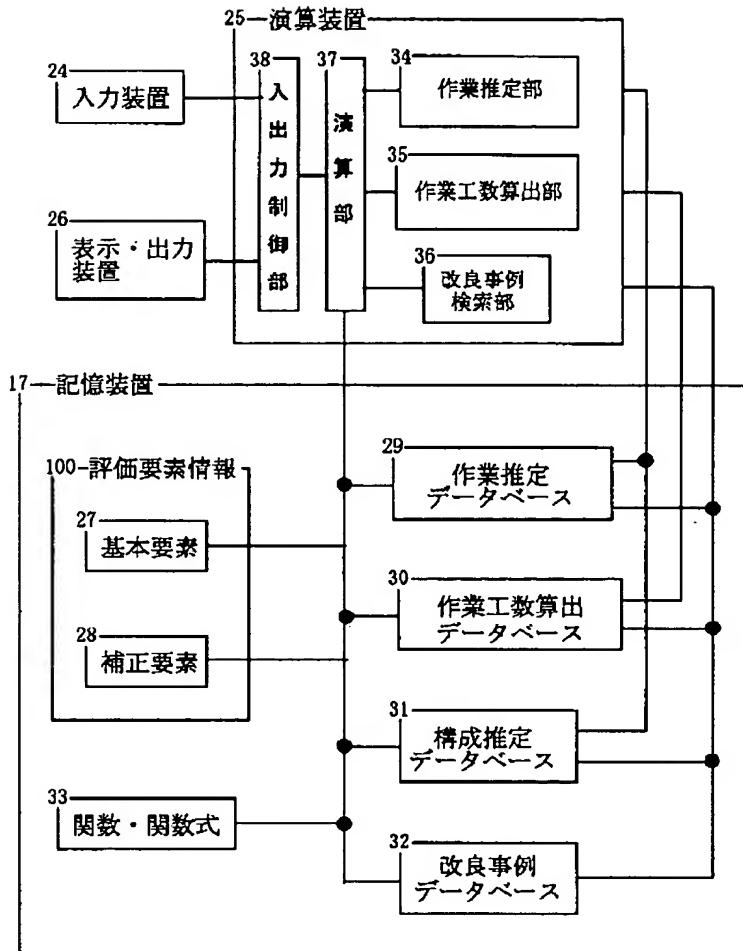 25 演算装置
24
入力装置
38
入出力制御部
37
演算部
34
作業推定部
35
作業工数算出部
26
表示・出力
装置
36
改良事例
検索部
17 記憶装置
100 評価要素情報
27
基本要素
28
補正要素
33
関数・関数式
29
作業推定
データベース
30
作業工数算出
データベース
31
構成推定
データベース
32
改良事例
データベース